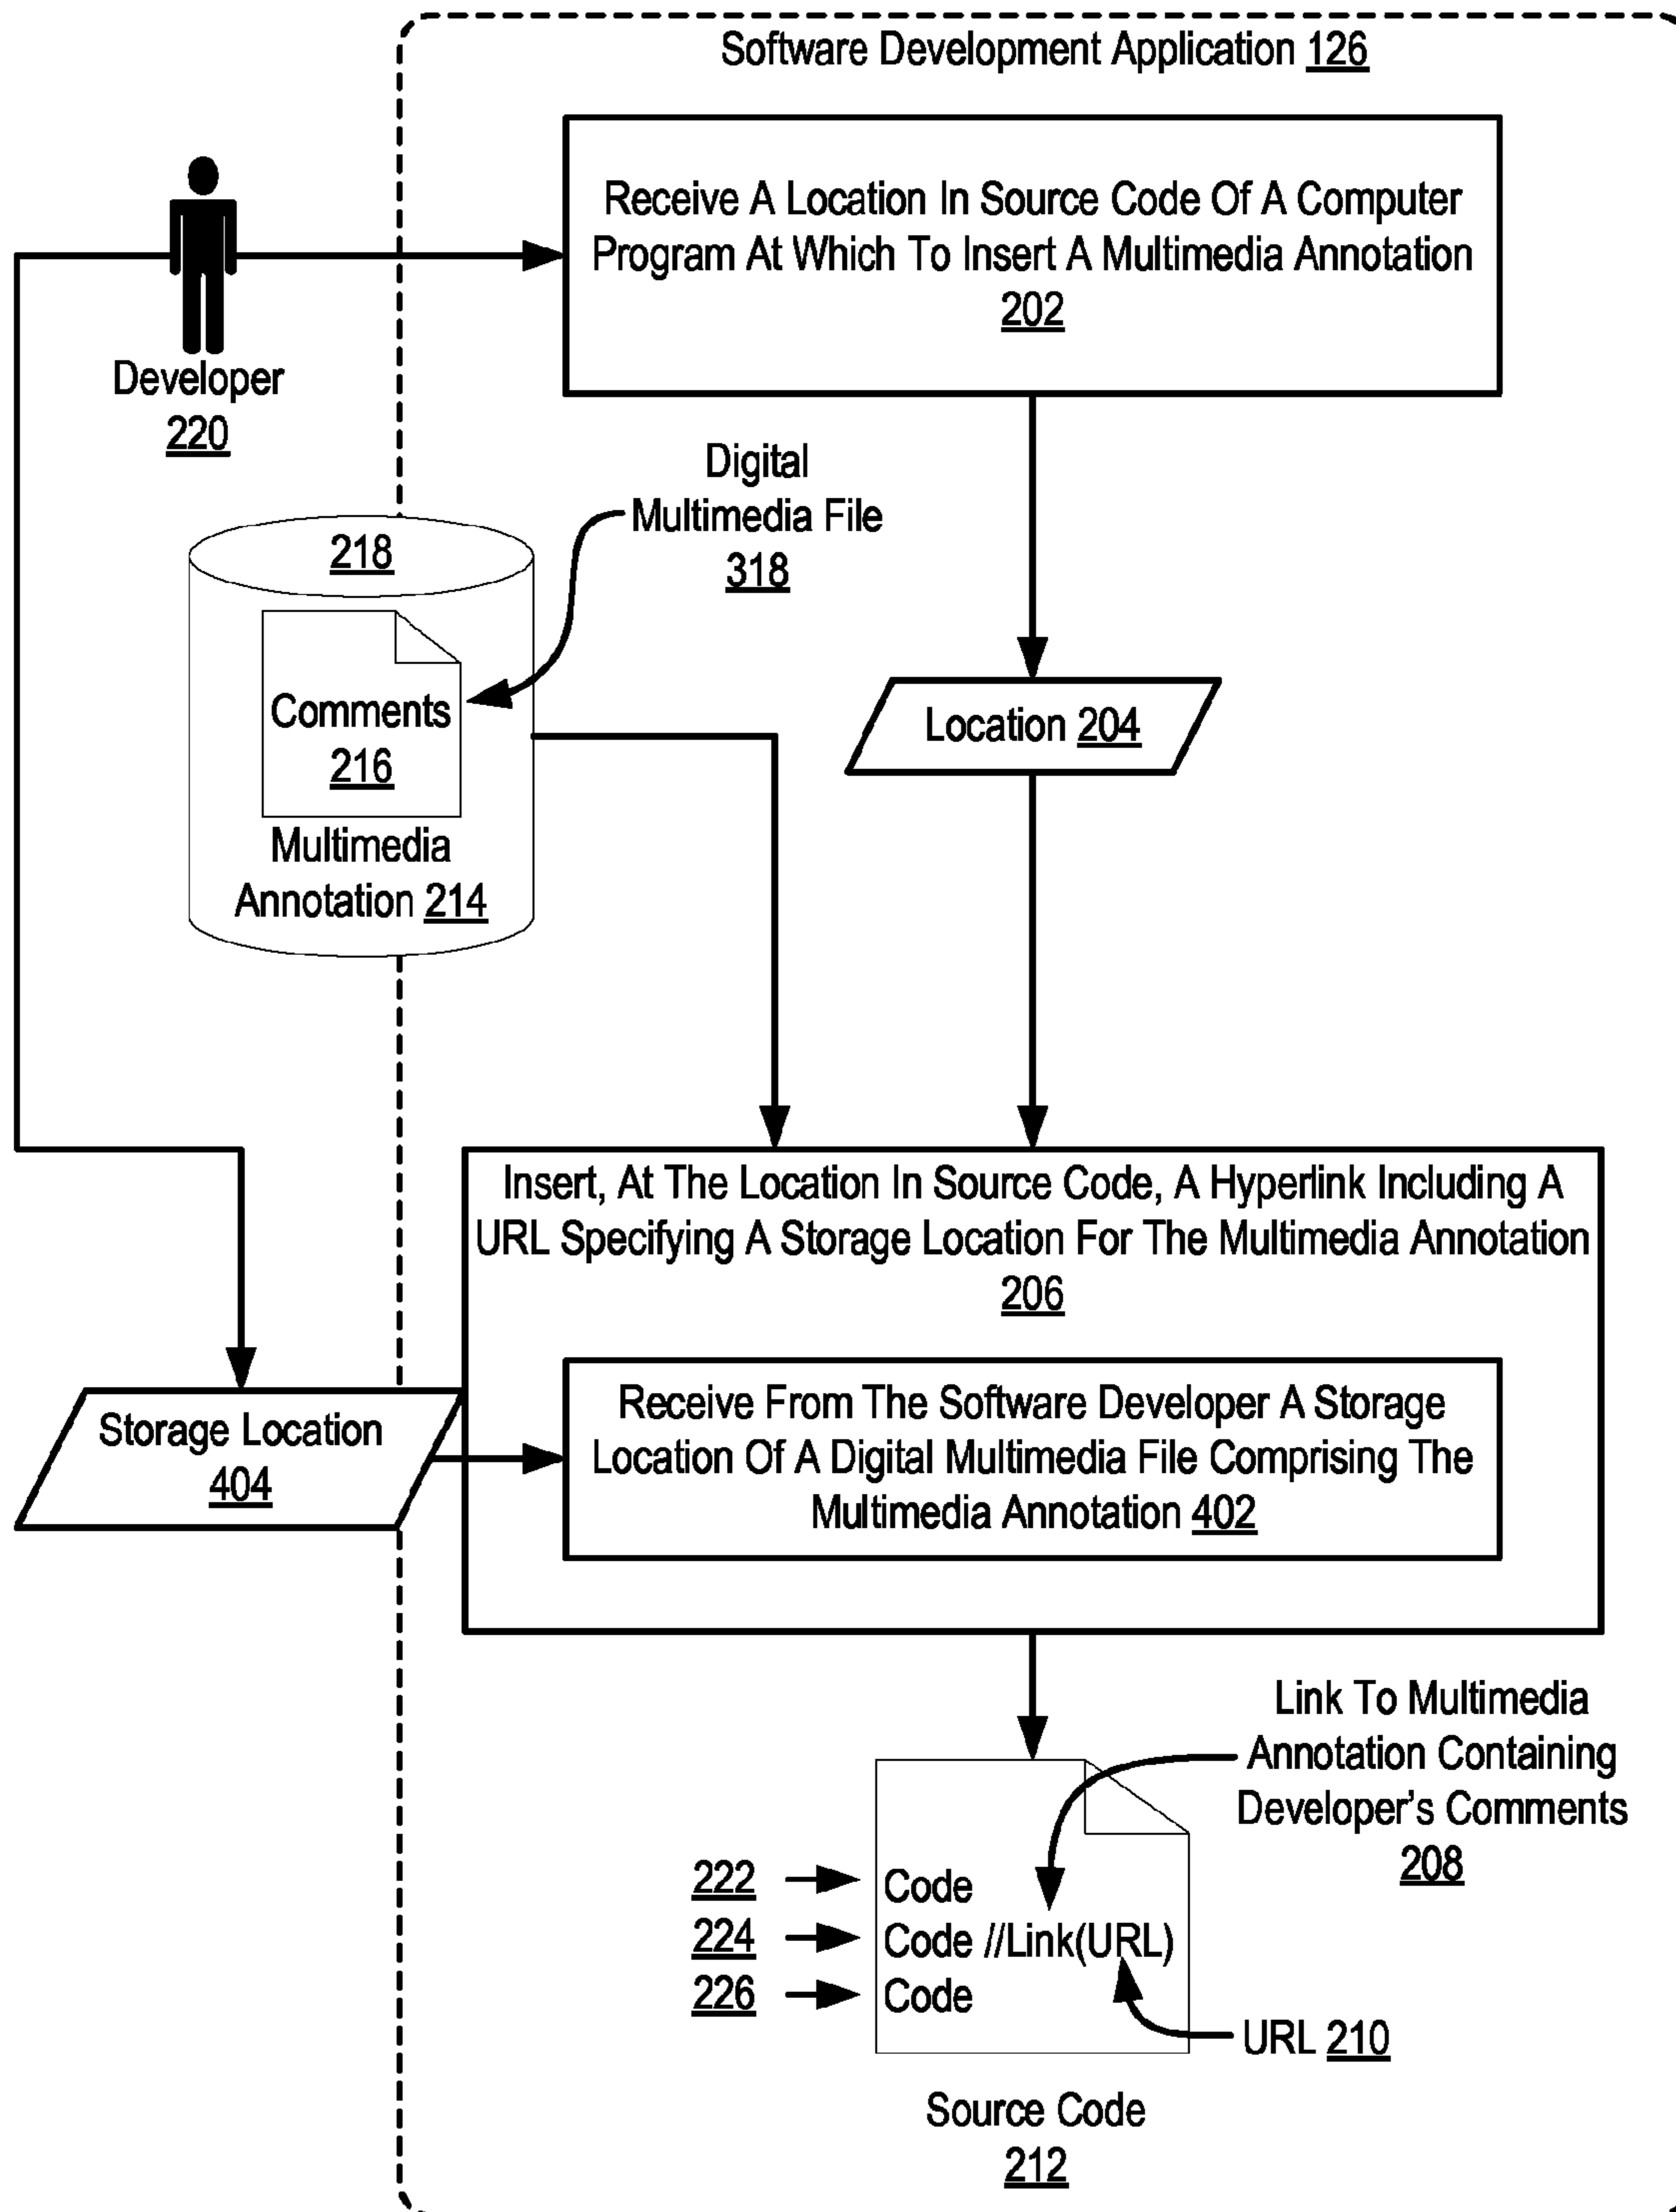 Software Development Application 126
Receive A Location In Source Code Of A Computer
Program At Which To Insert A Multimedia Annotation
202
Developer
220
Digital
Multimedia File
318
218
Comments
216
Multimedia
Annotation 214
Location 204
Insert, At The Location In Source Code, A Hyperlink Including A
URL Specifying A Storage Location For The Multimedia Annotation
206
Storage Location
404
Receive From The Software Developer A Storage
Location Of A Digital Multimedia File Comprising The
Multimedia Annotation 402
Link To Multimedia
Annotation Containing
Developer's Comments
208
222
Code
224
Code //Link(URL)
226
Code
URL 210
Source Code
212